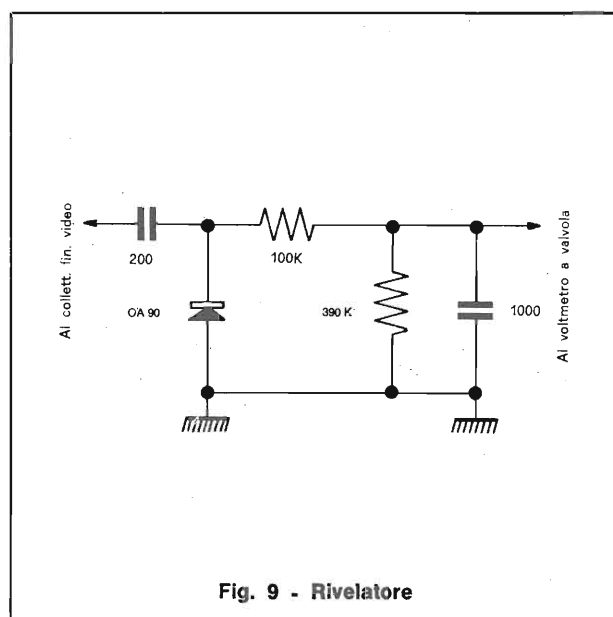 Al collett. fin. video
200
OA 90
100K
390 K
1000
Al voltmetro a valvola
Fig. 9 - Rivelatore